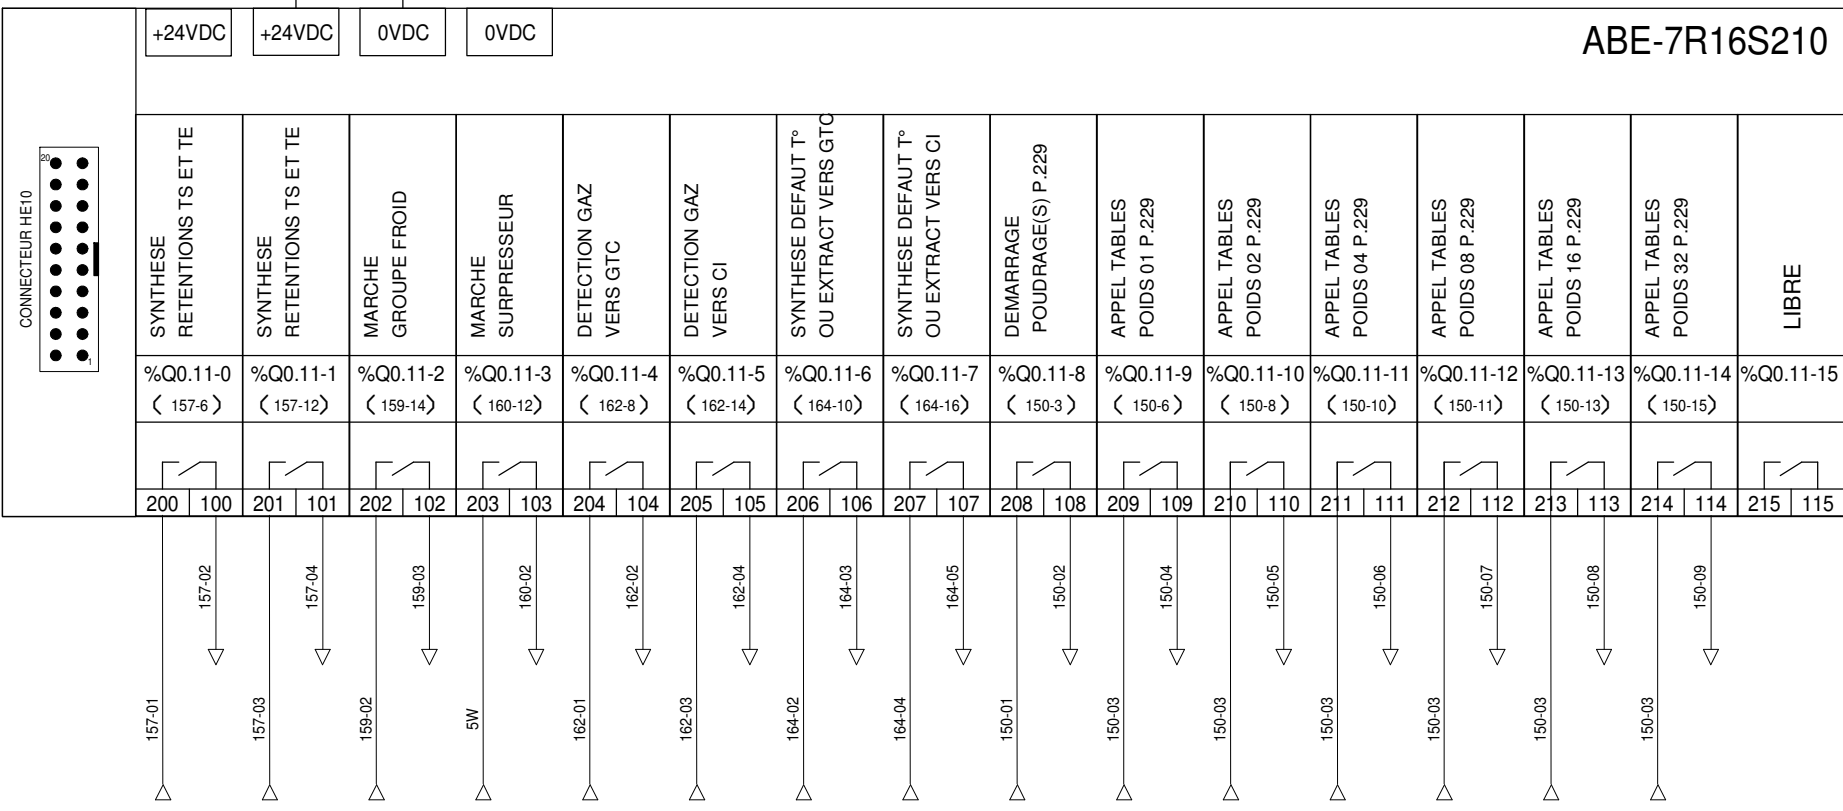 +24VDC +24VDC 0VDC 0VDC
ABE-7R16S210
CONNECTEUR HE10
20
1
SYNTHESE
RETENTIONS TS ET TE
SYNTHESE
RETENTIONS TS ET TE
MARCHE
GROUPE FROID
MARCHE
SURPRESSEUR
DETECTION GAZ
VERS GTC
DETECTION GAZ
VERS CI
SYNTHESE DEFAUT T°
OU EXTRACT VERS GTC
SYNTHESE DEFAUT T°
OU EXTRACT VERS CI
DEMARRAGE
POUDRAGE(S) P.229
APPEL TABLES
POIDS 01 P.229
APPEL TABLES
POIDS 02 P.229
APPEL TABLES
POIDS 04 P.229
APPEL TABLES
POIDS 08 P.229
APPEL TABLES
POIDS 16 P.229
APPEL TABLES
POIDS 32 P.229
LIBRE
%Q0.11-0 %Q0.11-1 %Q0.11-2 %Q0.11-3 %Q0.11-4 %Q0.11-5 %Q0.11-6 %Q0.11-7 %Q0.11-8 %Q0.11-9 %Q0.11-10 %Q0.11-11 %Q0.11-12 %Q0.11-13 %Q0.11-14 %Q0.11-15
(157-6) (157-12) (159-14) (160-12) (162-8) (162-14) (164-10) (164-16) (150-3) (150-6) (150-8) (150-10) (150-11) (150-13) (150-15)
200 100 201 101 202 102 203 103 204 104 205 105 206 106 207 107 208 108 209 109 210 110 211 111 212 112 213 113 214 114 215 115
157-02 157-04 159-03 160-02 162-02 162-04 164-03 164-05 150-02 150-04 150-05 150-06 150-07 150-08 150-09
157-01 157-03 159-02 5W 162-01 162-03 164-02 164-04 150-01 150-03 150-03 150-03 150-03 150-03 150-03